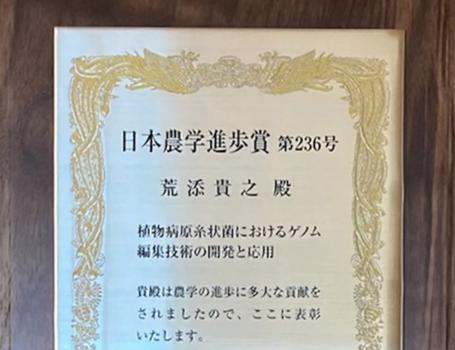 日本農学進歩賞 第236号
荒添貴之 殿
植物病原糸状菌におけるゲノム
編集技術の開発と応用
貴殿は農学の進歩に多大な貢献を
されましたので、ここに表彰
いたします。